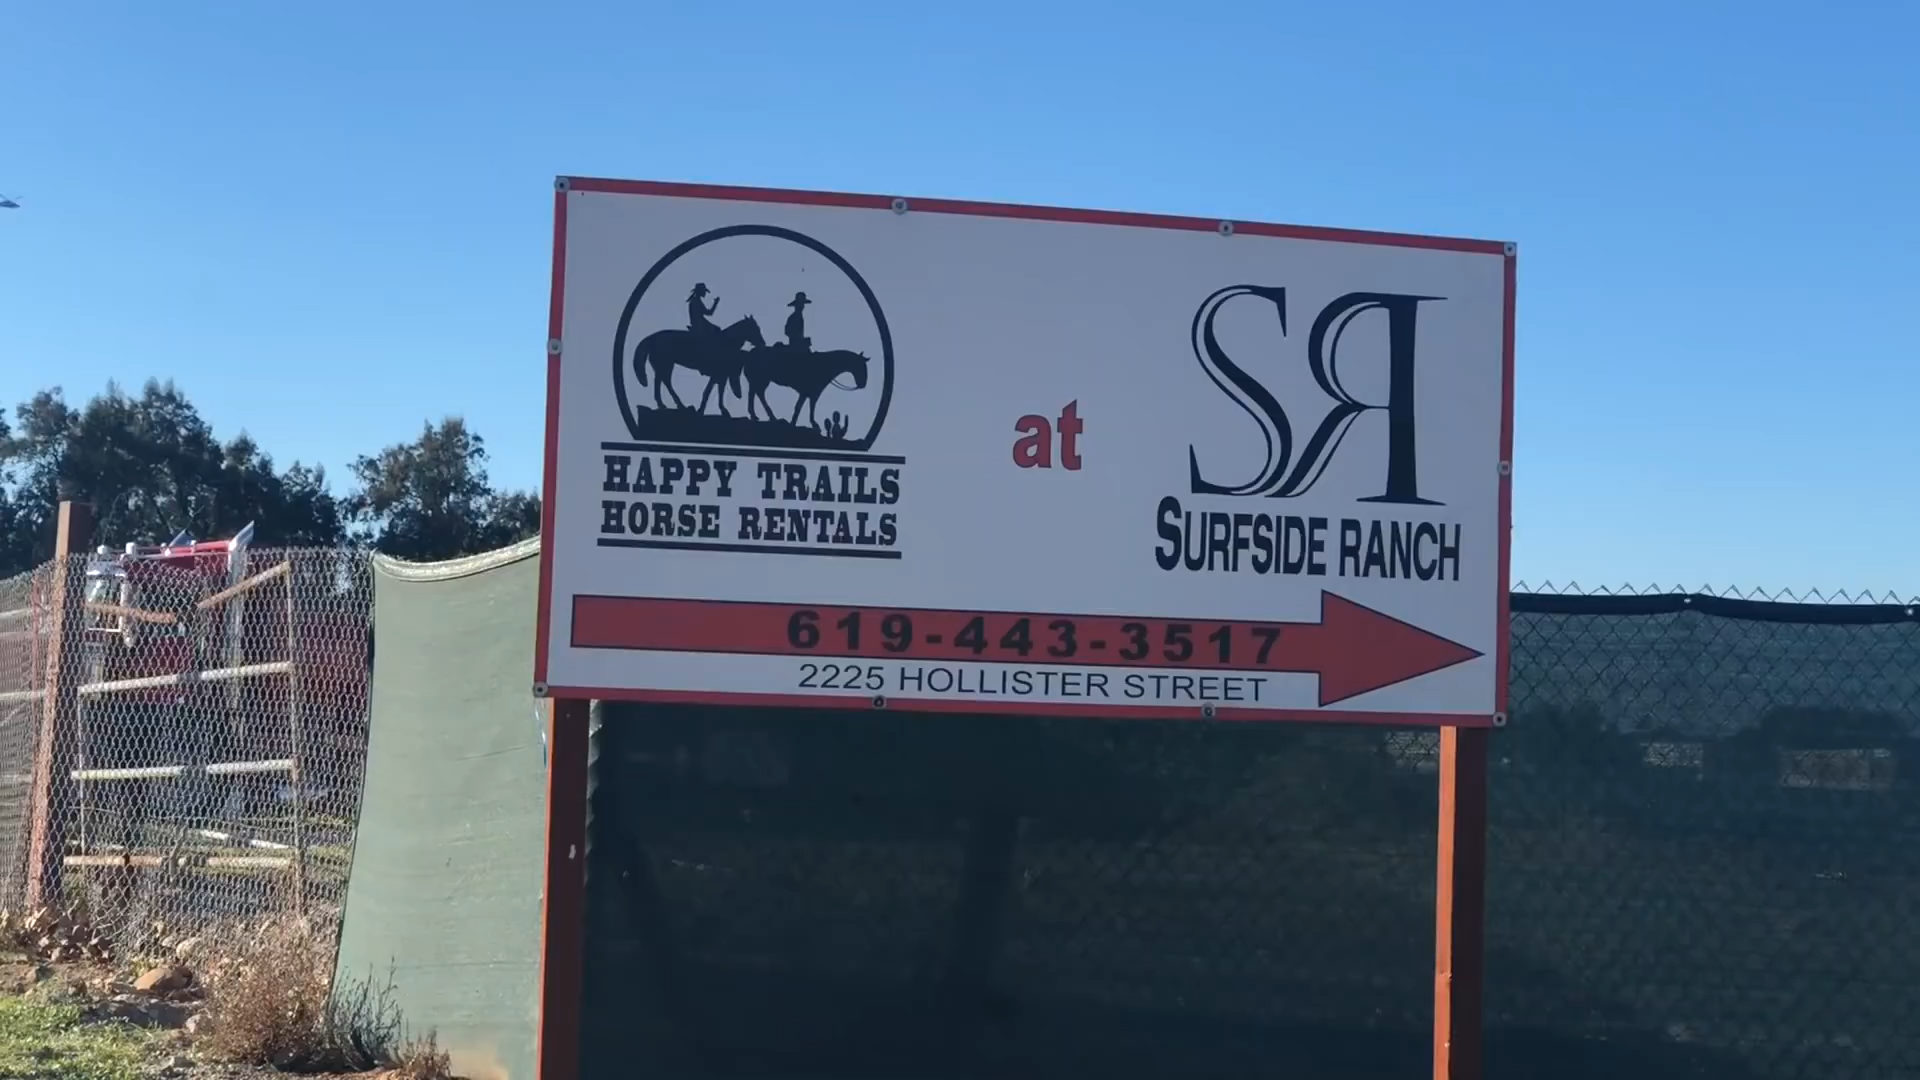 HAPPY TRAILS
HORSE RENTALS
at
SR
SURFSIDE RANCH
619-443-3517
2225 HOLLISTER STREET